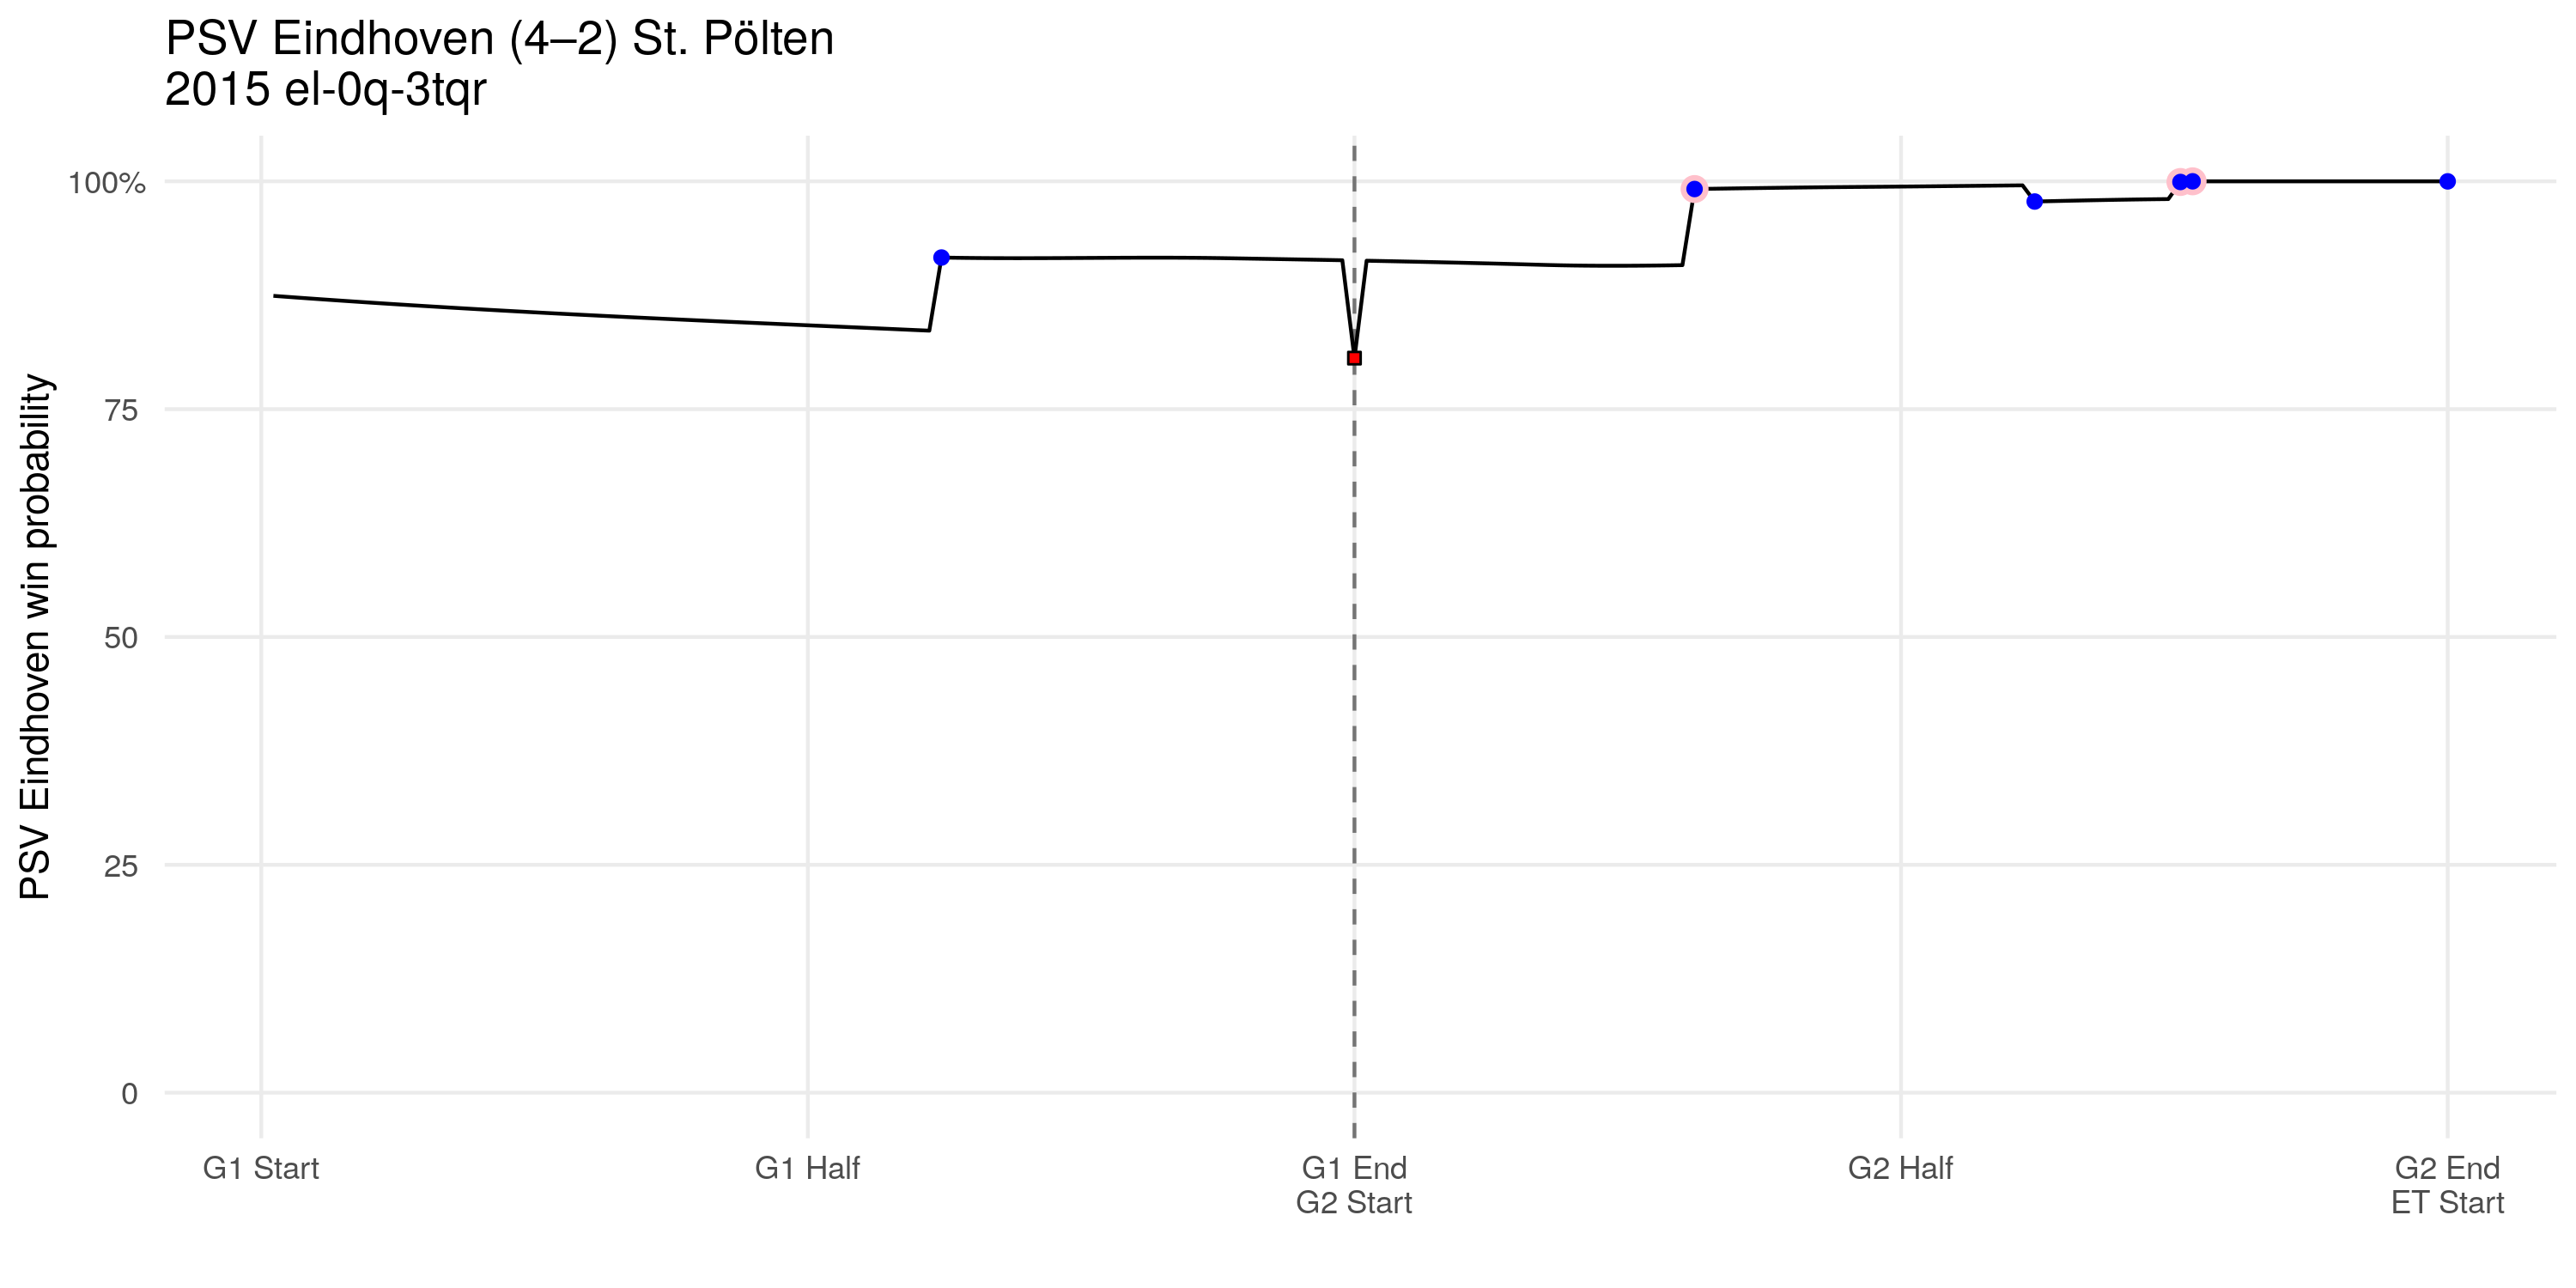 PSV Eindhoven (4–2) St. Pölten
2015 el-0q-3tqr
PSV Eindhoven win probability
100%
75
50
25
0
G1 Start
G1 Half
G1 End
G2 Start
G2 Half
G2 End
ET Start